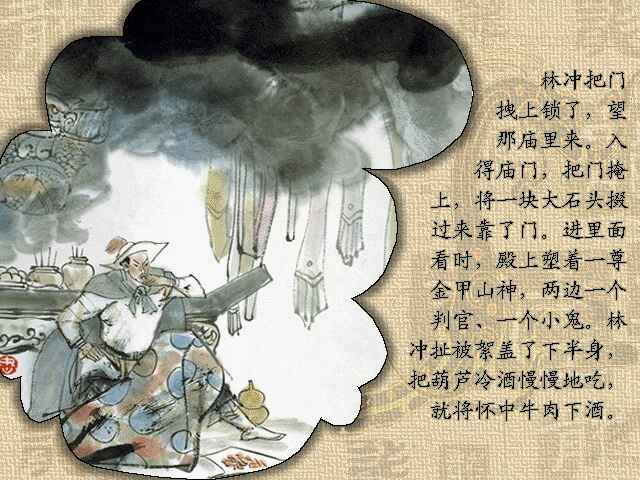 林冲把门
拽上锁了，望
那庙里来。入
得庙门，把门掩
上，将一块大石头掇
过来靠了门。进里面
看时，殿上塑着一尊
金甲山神，两边一个
判官、一个小鬼。林
冲扯被絮盖了下半身，
把葫芦冷酒慢慢地吃，
就将怀中牛肉下酒。